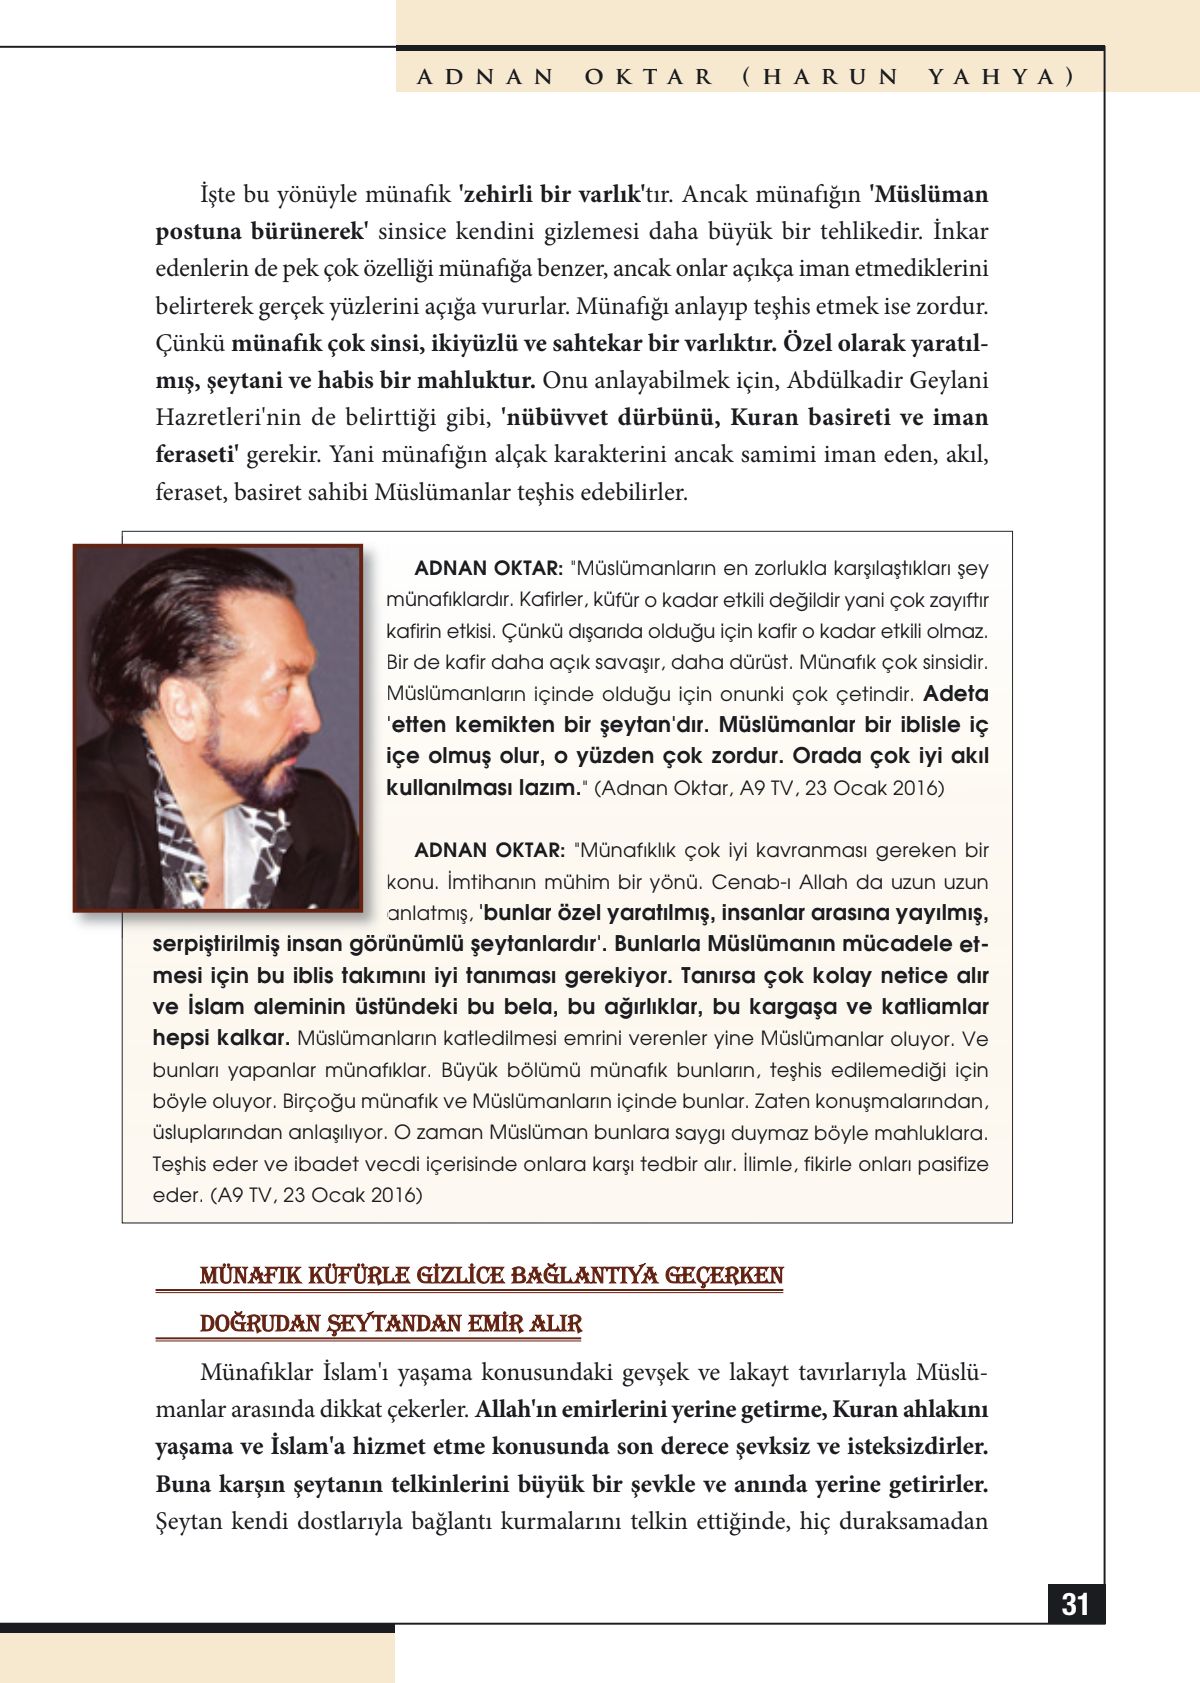 ADNAN OKTAR (HARUN YAHYA)
İşte bu yönüyle münafık 'zehirli bir varlık'tır. Ancak münafığın 'Müslüman
postuna bürünerek' sinsice kendini gizlemesi daha büyük bir tehlikedir. İnkar
edenlerin de pek çok özelliği münafığa benzer, ancak onlar açıkça iman etmediklerini
belirterek gerçek yüzlerini açığa vururlar. Münafığı anlayıp teşhis etmek ise zordur.
Çünkü münafık çok sinsi, ikiyüzlü ve sahtekar bir varlıktır. Özel olarak yaratıl-
mış, şeytani ve habis bir mahluktur. Onu anlayabilmek için, Abdülkadir Geylani
Hazretleri'nin de belirttiği gibi, 'nübüvvet dürbünü, Kuran basireti ve iman
feraseti' gerekir. Yani münafığın alçak karakterini ancak samimi iman eden, akıl,
feraset, basiret sahibi Müslümanlar teşhis edebilirler.
ADNAN OKTAR: "Müslümanların en zorlukla karşılaştıkları şey
münafıklardır. Kafirler, küfür o kadar etkili değildir yani çok zayıftır
kafirin etkisi. Çünkü dışarıda olduğu için kafir o kadar etkili olmaz.
Bir de kafir daha açık savaşır, daha dürüst. Münafık çok sinsidir.
Müslümanların içinde olduğu için onunki çok çetindir. Adeta
'etten kemikten bir şeytan'dır. Müslümanlar bir iblisle iç
içe olmuş olur, o yüzden çok zordur. Orada çok iyi akıl
kullanılması lazım." (Adnan Oktar, A9 TV, 23 Ocak 2016)
ADNAN OKTAR: "Münafıklık çok iyi kavranması gereken bir
konu. İmtihanın mühim bir yönü. Cenab-ı Allah da uzun uzun
anlatmış, 'bunlar özel yaratılmış, insanlar arasına yayılmış,
serpiştirilmiş insan görünümlü şeytanlardır'. Bunlarla Müslümanın mücadele et-
mesi için bu iblis takımını iyi tanıması gerekiyor. Tanırsa çok kolay netice alır
ve İslam aleminin üstündeki bu bela, bu ağırlıklar, bu kargaşa ve katliamlar
hepsi kalkar. Müslümanların katledilmesi emrini verenler yine Müslümanlar oluyor. Ve
bunları yapanlar münafıklar. Büyük bölümü münafık bunların, teşhis edilemediği için
böyle oluyor. Birçoğu münafık ve Müslümanların içinde bunlar. Zaten konuşmalarından,
üsluplarından anlaşılıyor. O zaman Müslüman bunlara saygı duymaz böyle mahluklara.
Teşhis eder ve ibadet vecdi içerisinde onlara karşı tedbir alır. İlimle, fikirle onları pasifize
eder. (A9 TV, 23 Ocak 2016)
MÜNAFIK KÜFÜRLE GİZLİCE BAĞLANTIYA GEÇERKEN
DOĞRUDAN ŞEYTANDAN EMİR ALIR
Münafıklar İslam'ı yaşama konusundaki gevşek ve lakayt tavırlarıyla Müslü-
manlar arasında dikkat çekerler. Allah'ın emirlerini yerine getirme, Kuran ahlakını
yaşama ve İslam'a hizmet etme konusunda son derece şevksiz ve isteksizdirler.
Buna karşın şeytanın telkinlerini büyük bir şevkle ve anında yerine getirirler.
Şeytan kendi dostlarıyla bağlantı kurmalarını telkin ettiğinde, hiç duraksamadan
31